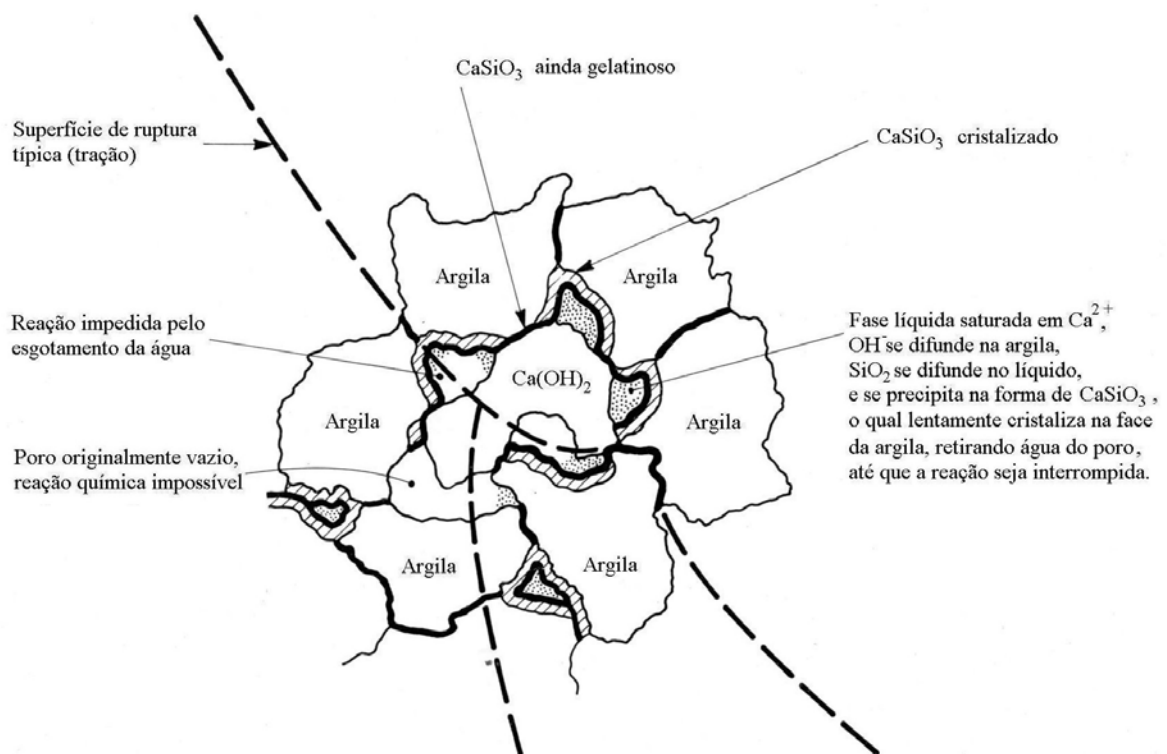 CaSiO3 ainda gelatinoso
Superfície de ruptura
típica (tração)
CaSiO3 cristalizado
Argila
Argila
Reação impedida pelo
esgotamento da água
Fase líquida saturada em Ca2+,
OH- se difunde na argila,
SiO2 se difunde no líquido,
e se precipita na forma de CaSiO3,
o qual lentamente cristaliza na face
da argila, retirando água do poro,
até que a reação seja interrompida.
Ca(OH)2
Argila
Argila
Poro originalmente vazio,
reação química impossível
Argila
Argila